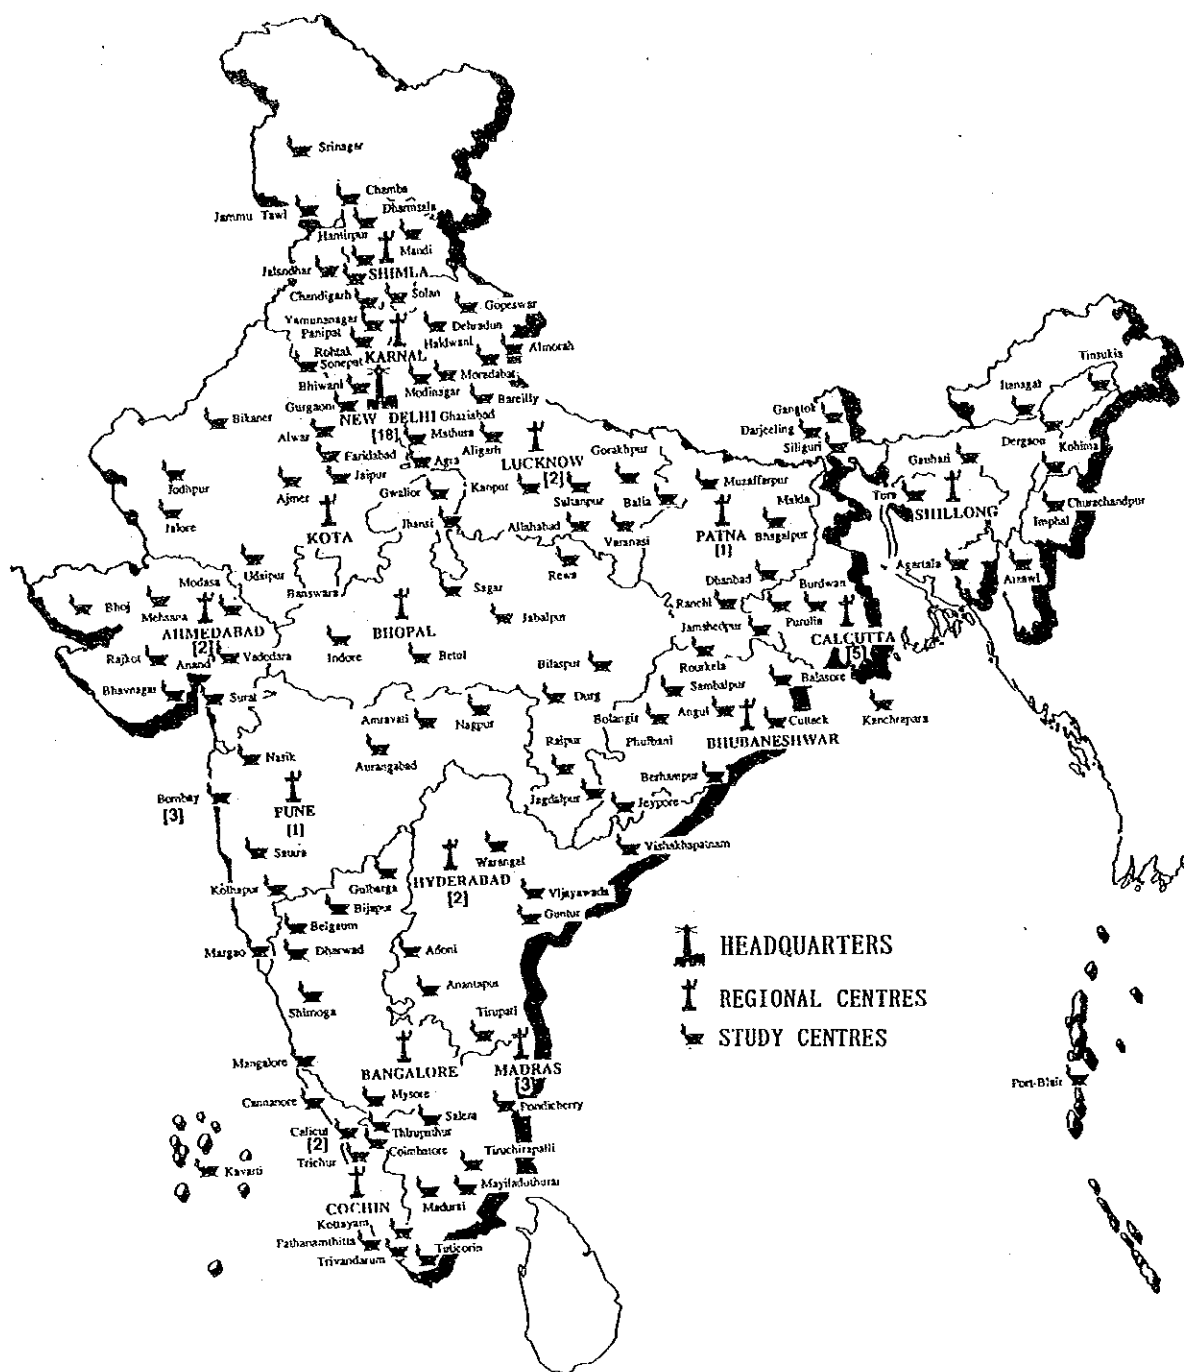 Srinagar
Chamba
Jammu Tawi
Dharmsala
Hamirpur
Mandi
Jalandhar
SHIMLA
Chandigarh
Solan
Gopeswar
Yamunanagar
Dehradun
Panipat
Haldwani
Almorah
Rohtak
KARNAL
Sonepat
Moradabat
Bhiwani
Modinagar
Bareilly
Gurgaon
Bikaner
NEW DELHI
[18]
Ghaziabad
Alwar
Mathura
Aligarh
LUCKNOW
[2]
Gorakhpur
Faridabad
Agra
Jodhpur
Ajmer
Jaipur
Gwalior
Kanpur
Sultanpur
Balia
Muzaffarpur
Malda
Jalore
KOTA
Jhansi
Allahabad
Varanasi
PATNA
[1]
Bhagalpur
Gangtok
Darjeeling
Siliguri
Tinsukia
Itanagar
Dergaon
Kohima
Gauhati
Tura
SHILLONG
Churachandpur
Imphal
Agartala
Aizawl
Udaipur
Banswara
Rewa
Dhanbad
Burdwan
Modasa
Bhoj
Mehsana
AHMEDABAD
[2]
Sagar
BHOPAL
Jabalpur
Ranchi
Purulia
Jamshedpur
CALCUTTA
[5]
Rajkot
Anand
Vadodara
Indore
Betul
Bilaspur
Rourkela
Balasore
Bhavnagar
Surat
Durg
Sambalpur
Kanchrapara
Amravati
Nagpur
Bolangir
Angul
Cuttack
Phulbani
BHUBANESHWAR
Nasik
Aurangabad
Raipur
Berhampur
Bombay
[3]
PUNE
[1]
Jagdalpur
Jeypore
Satara
HYDERABAD
[2]
Warangal
Vishakhapatnam
Kolhapur
Gulbarga
Bijapur
Vijayawada
Guntur
Belgaum
Margao
Dharwad
Adoni
HEADQUARTERS
Anantapur
Shimoga
REGIONAL CENTRES
Tirupati
STUDY CENTRES
Mangalore
BANGALORE
MADRAS
[3]
Port-Blair
Cannanore
Mysore
Salem
Pondicherry
Calicut
[2]
Thirupathur
Coimbatore
Tiruchirapalli
Trichur
Kavarti
COCHIN
Madurai
Mayiladuthurai
Kottayam
Pathanamthitta
Trivandarum
Tuticorin